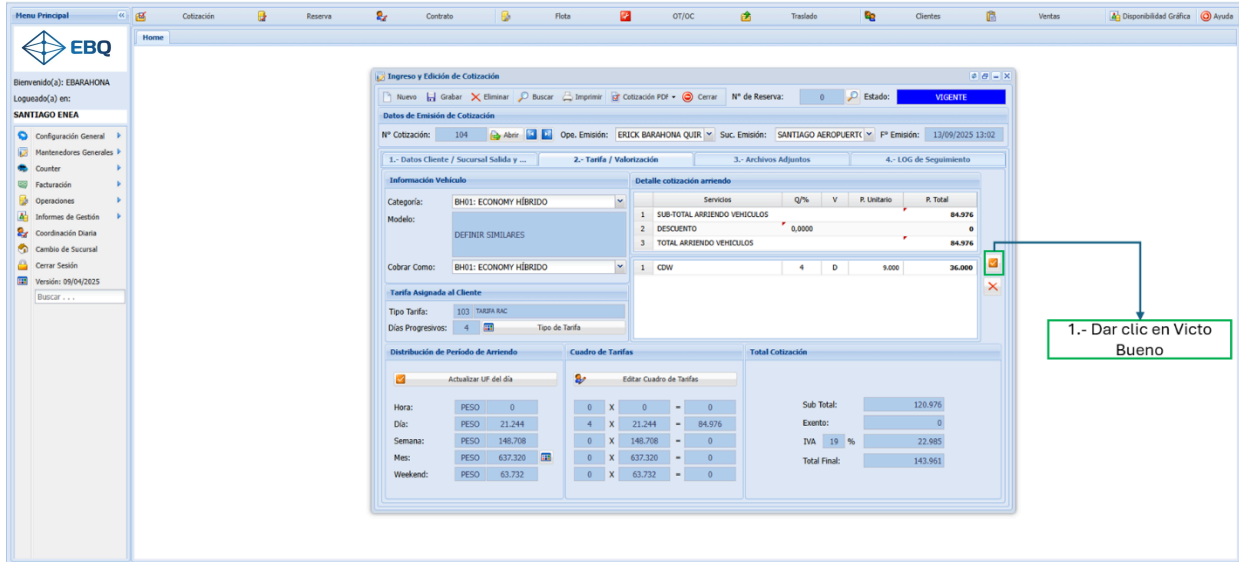 Menu Principal
Cotización Reserva Contrato Flota OT/OC Traslado Clientes Ventas Disponibilidad Gráfica Ayuda
Home
EBQ
Bienvenido(a): EBARAHONA
Logueado(a) en:
SANTIAGO ENEA
Configuración General
Mantenedores Generales
Counter
Facturación
Operaciones
Informes de Gestión
Coordinación Diaria
Cambio de Sucursal
Cerrar Sesión
Versión: 09/04/2025
Buscar . . .
Ingreso y Edición de Cotización
Nuevo Grabar Eliminar Buscar Imprimir Cotización PDF Cerrar N° de Reserva: 0 Estado: VIGENTE
Datos de Emisión de Cotización
N° Cotización: 104 Abrir Ope. Emisión: ERICK BARAHONA QUIR Suc. Emisión: SANTIAGO AEROPUERTO F° Emisión: 13/09/2025 13:02
1.- Datos Cliente / Sucursal Salida y ... 2.- Tarifa / Valorización 3.- Archivos Adjuntos 4.- LOG de Seguimiento
Información Vehículo
Categoría: BH01: ECONOMY HÍBRIDO
Modelo: DEFINIR SIMILARES
Cobrar Como: BH01: ECONOMY HÍBRIDO
Detalle cotización arriendo
Servicios Q/% V P. Unitario P. Total
1 SUB-TOTAL ARRIENDO VEHICULOS 84.976
2 DESCUENTO 0,0000 0
3 TOTAL ARRIENDO VEHICULOS 84.976
1 CDW 4 D 9.000 36.000
Tarifa Asignada al Cliente
Tipo Tarifa: 103 TARIFA RAC
Días Progresivos: 4 Tipo de Tarifa
1.- Dar clic en Victo
Bueno
Distribución de Período de Arriendo Cuadro de Tarifas Total Cotización
Actualizar UF del día Editar Cuadro de Tarifas
Hora: PESO 0 0 X 0 = 0
Día: PESO 21.244 4 X 21.244 = 84.976
Semana: PESO 148.708 0 X 148.708 = 0
Mes: PESO 637.320 0 X 637.320 = 0
Weekend: PESO 63.732 0 X 63.732 = 0
Sub Total: 120.976
Exento: 0
IVA 19 % 22.985
Total Final: 143.961